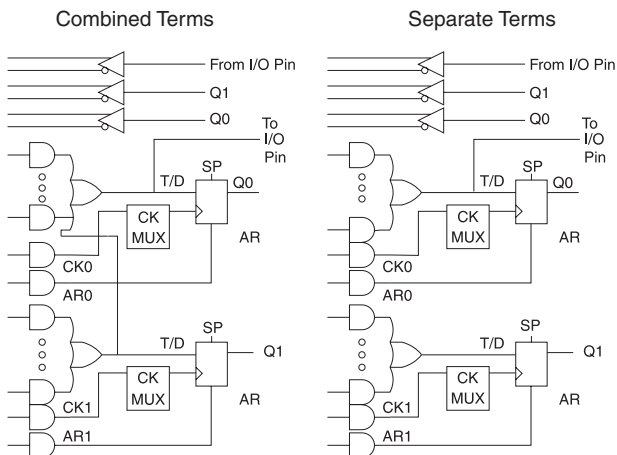 Combined Terms
From I/O Pin
Q1
Q0
To
I/O
Pin
SP
T/D
Q0
CK
MUX
CK0
AR
AR0
SP
T/D
Q1
CK
MUX
CK1
AR
AR1
Separate Terms
From I/O Pin
Q1
Q0
To
I/O
Pin
SP
T/D
Q0
CK
MUX
CK0
AR
AR0
SP
T/D
Q1
CK
MUX
CK1
AR
AR1